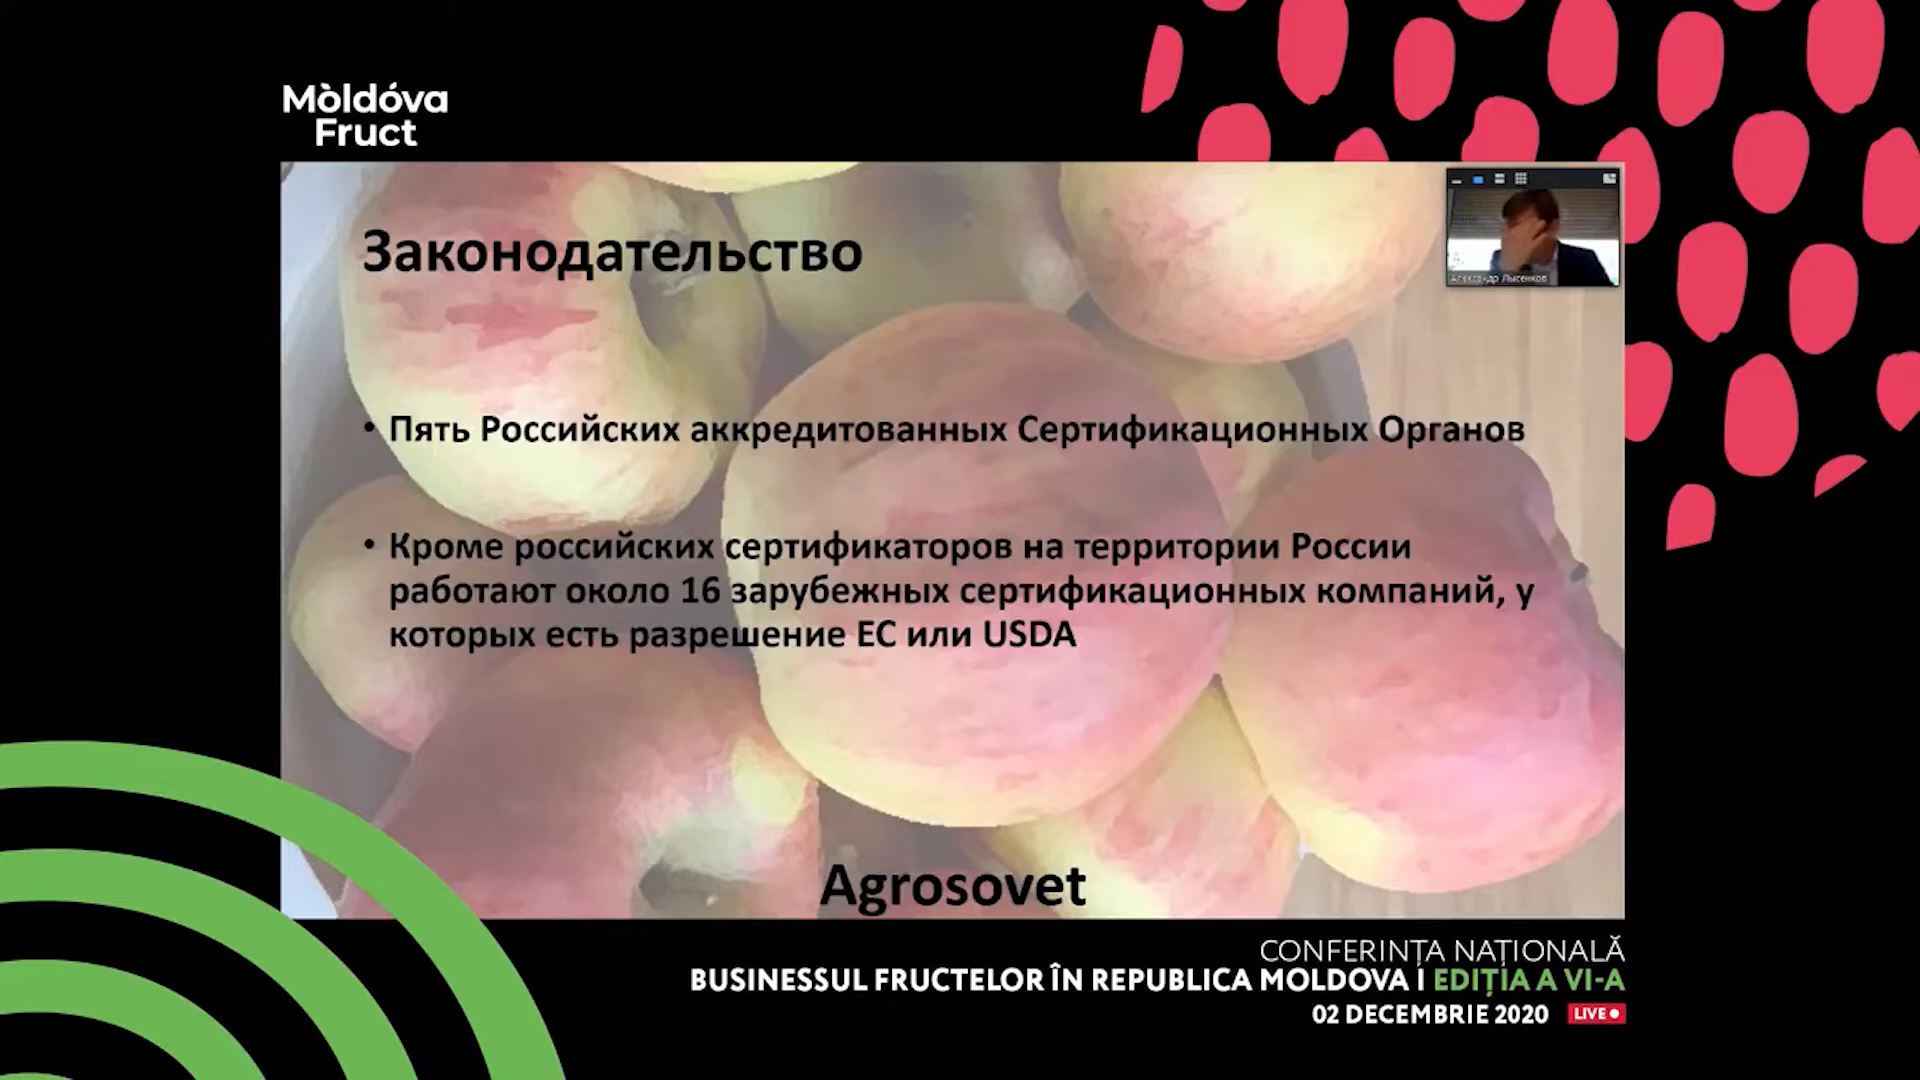 Mòldóva
Fruct
Законодательство
Александр Лысенков
• Пять Российских аккредитованных Сертификационных Органов
• Кроме российских сертификаторов на территории России
работают около 16 зарубежных сертификационных компаний, у
которых есть разрешение ЕС или USDA
Agrosovet
CONFERINȚA NAȚIONALĂ
BUSINESSUL FRUCTELOR ÎN REPUBLICA MOLDOVA | EDIȚIA A VI-A
02 DECEMBRIE 2020 LIVE